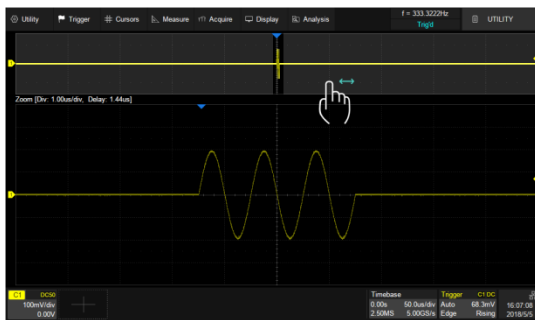 Utility Trigger Cursors Measure Acquire Display Analysis f = 333.3222Hz Trig'd UTILITY
Zoom [Div: 1.00us/div, Delay: 1.44us]
C1 DC50
100mV/div
0.00V
Timebase
0.00s 50.0us/div
2.50MS 5.00GS/s
Trigger C1 DC
Auto 68.3mV
Edge Rising
16:07:08
2018/5/5